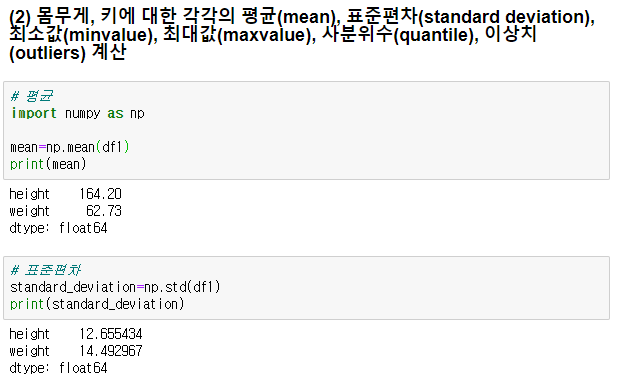 (2) 몸무게, 키에 대한 각각의 평균(mean), 표준편차(standard deviation),
최소값(minvalue), 최대값(maxvalue), 사분위수(quantile), 이상치
(outliers) 계산
# 평균
import numpy as np
mean=np.mean(df1)
print(mean)
height 164.20
weight 62.73
dtype: float64
# 표준편차
standard_deviation=np.std(df1)
print(standard_deviation)
height 12.655434
weight 14.492967
dtype: float64